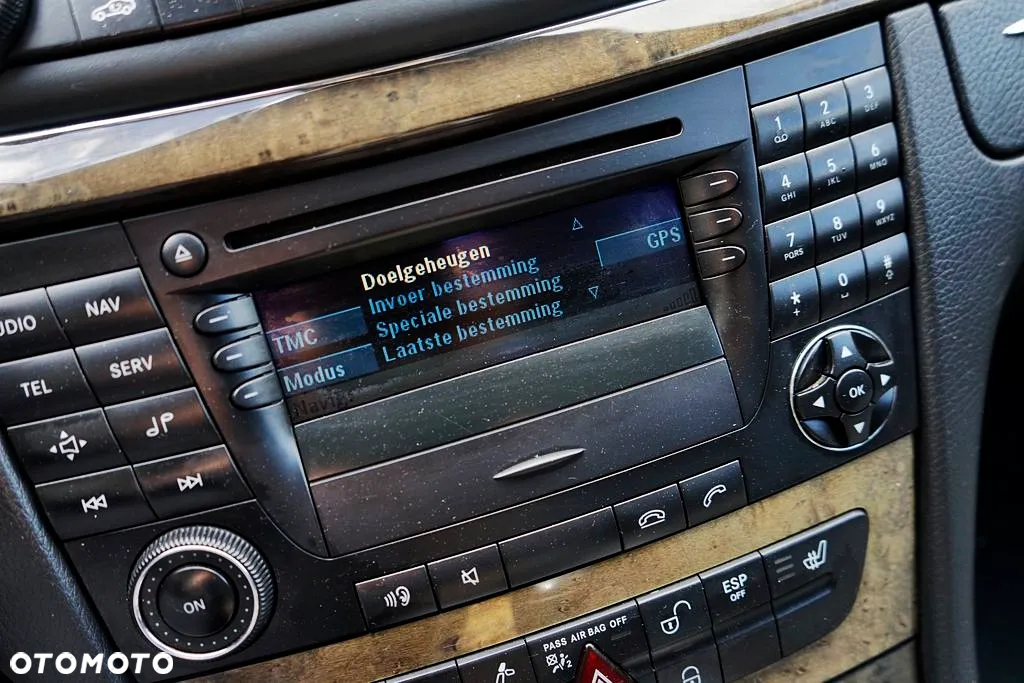 1
2 ABC
3 DEF
4 GHI
5 JKL
6 MNO
7 PQRS
8 TUV
9 WXYZ
*
+
0
#
Doelgeheugen
Invoer bestemming
Speciale bestemming
Laatste bestemming
GPS
TMC
Modus
AUDIO
NAV
TEL
SERV
OK
ON
PASS AIR BAG OFF
ESP
OFF
OTOMOTO